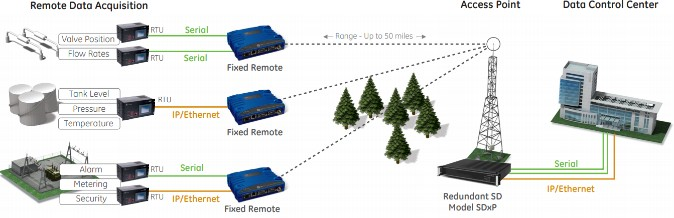 Remote Data Acquisition
Access Point
Data Control Center
Valve Position
RTU
Serial
Flow Rates
RTU
Serial
Fixed Remote
Range - Up to 50 miles
Tank Level
Pressure
RTU
Temperature
IP/Ethernet
Fixed Remote
Alarm
RTU
Serial
Metering
Security
RTU
IP/Ethernet
Fixed Remote
Serial
IP/Ethernet
Redundant SD
Model SDxP